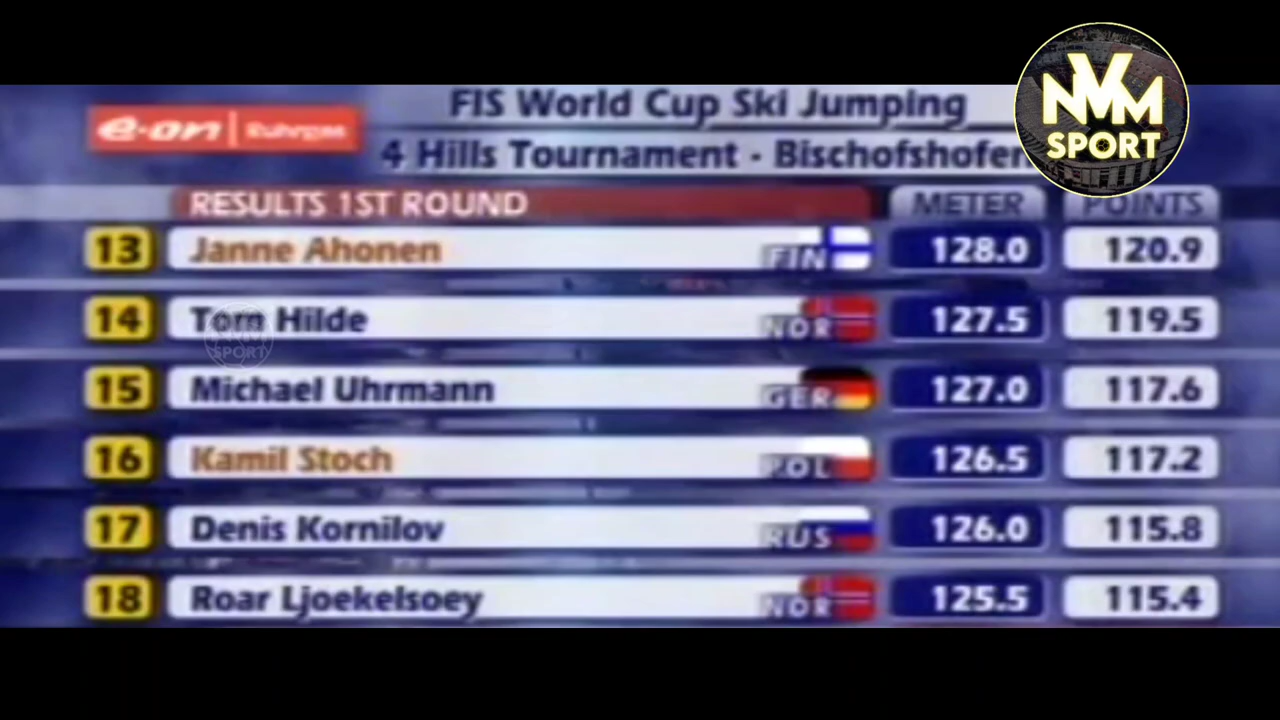 NVM
SPORT
e·on | Ruhrgas
FIS World Cup Ski Jumping
4 Hills Tournament - Bischofshofen
RESULTS 1ST ROUND METER POINTS
13 Janne Ahonen FIN 128.0 120.9
14 Tom Hilde NOR 127.5 119.5
15 Michael Uhrmann GER 127.0 117.6
16 Kamil Stoch POL 126.5 117.2
17 Denis Kornilov RUS 126.0 115.8
18 Roar Ljoekelsoey NOR 125.5 115.4
SPORT